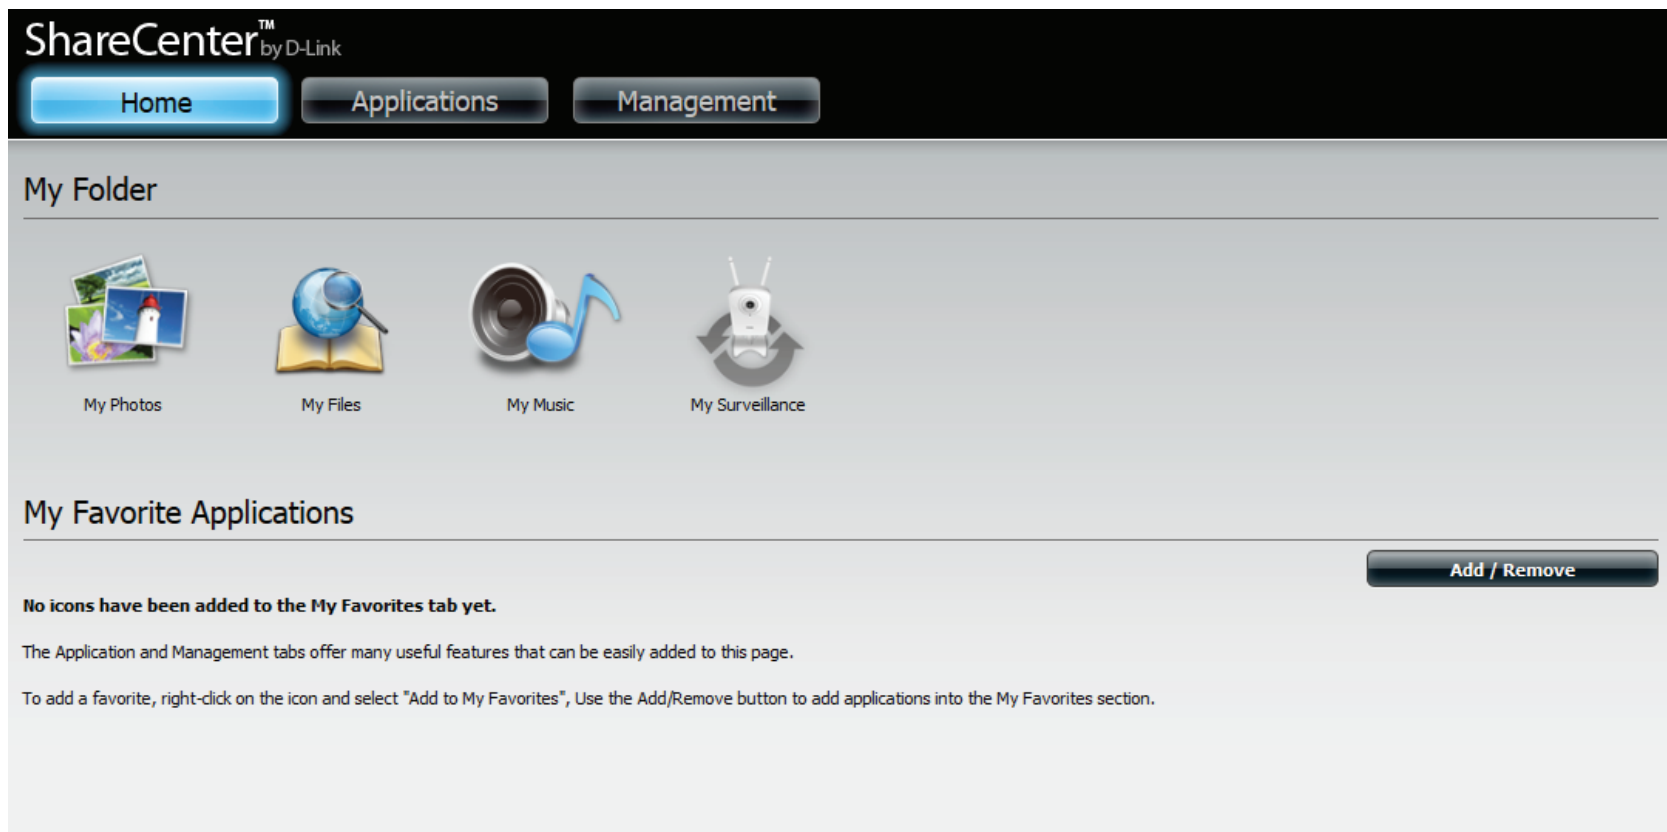 ShareCenter™ by D-Link
Home Applications Management
My Folder
My Photos My Files My Music My Surveillance
My Favorite Applications
Add / Remove
No icons have been added to the My Favorites tab yet.
The Application and Management tabs offer many useful features that can be easily added to this page.
To add a favorite, right-click on the icon and select "Add to My Favorites", Use the Add/Remove button to add applications into the My Favorites section.